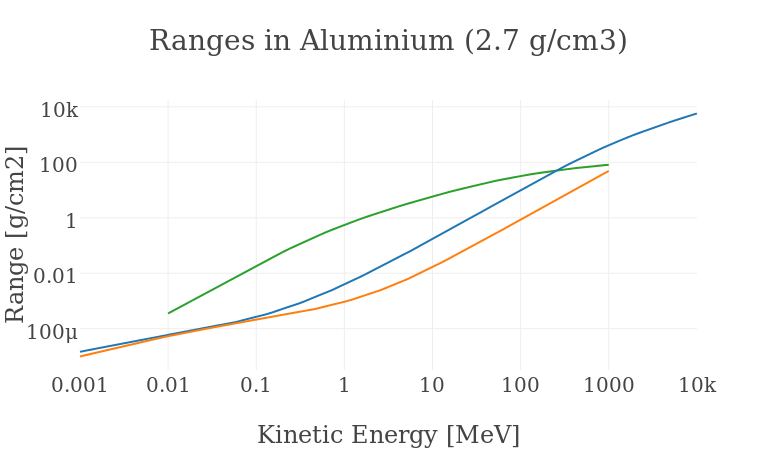 Ranges in Aluminium (2.7 g/cm3)
Range [g/cm2]
10k
100
1
0.01
100μ
0.001 0.01 0.1 1 10 100 1000 10k
Kinetic Energy [MeV]